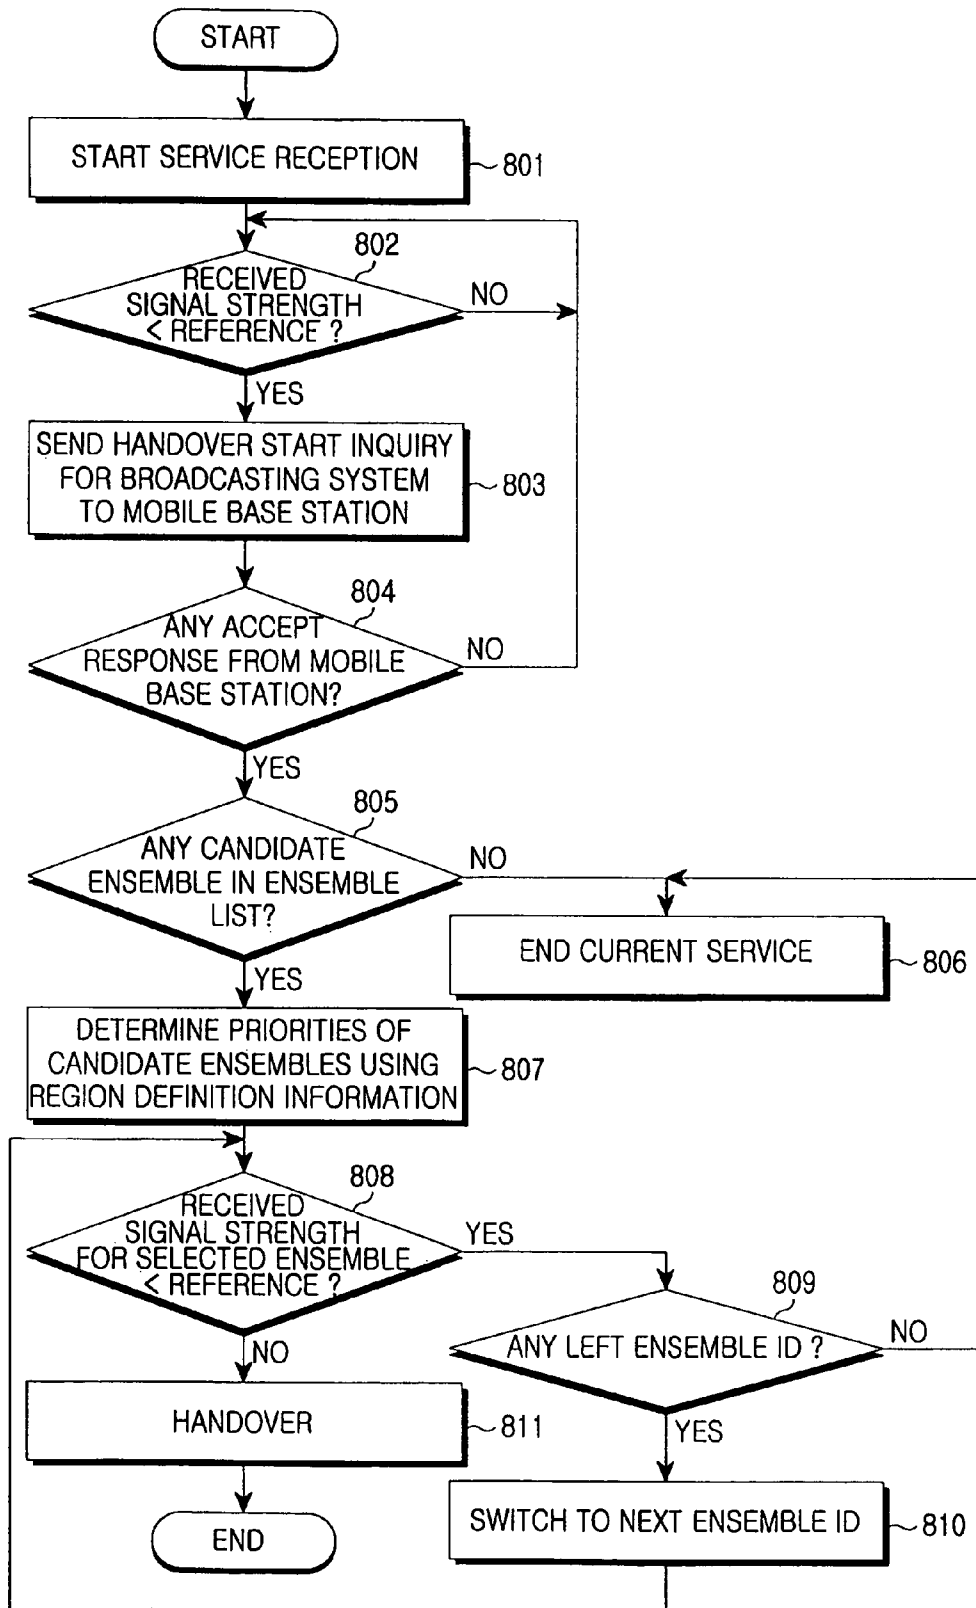 START
START SERVICE RECEPTION
801
802
RECEIVED
SIGNAL STRENGTH
< REFERENCE ?
NO
YES
SEND HANDOVER START INQUIRY
FOR BROADCASTING SYSTEM
TO MOBILE BASE STATION
803
804
ANY ACCEPT
RESPONSE FROM MOBILE
BASE STATION?
NO
YES
805
ANY CANDIDATE
ENSEMBLE IN ENSEMBLE
LIST?
NO
END CURRENT SERVICE
806
YES
DETERMINE PRIORITIES OF
CANDIDATE ENSEMBLES USING
REGION DEFINITION INFORMATION
807
808
RECEIVED
SIGNAL STRENGTH
FOR SELECTED ENSEMBLE
< REFERENCE ?
YES
809
ANY LEFT ENSEMBLE ID ?
NO
NO
HANDOVER
811
YES
SWITCH TO NEXT ENSEMBLE ID
810
END